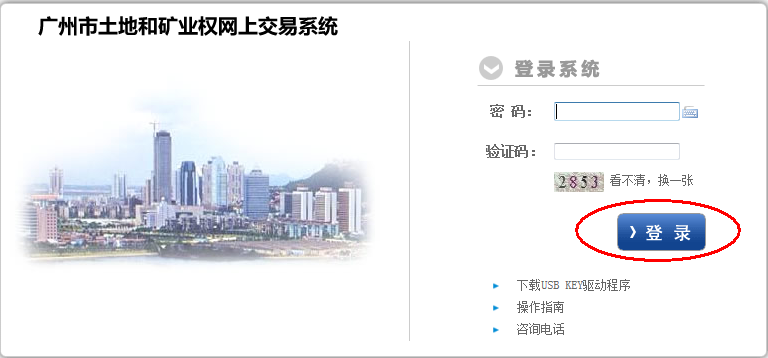 广州市土地和矿业权网上交易系统
登录系统
密 码：
验证码：
2853 看不清，换一张
》登 录
下载USB KEY驱动程序
操作指南
咨询电话